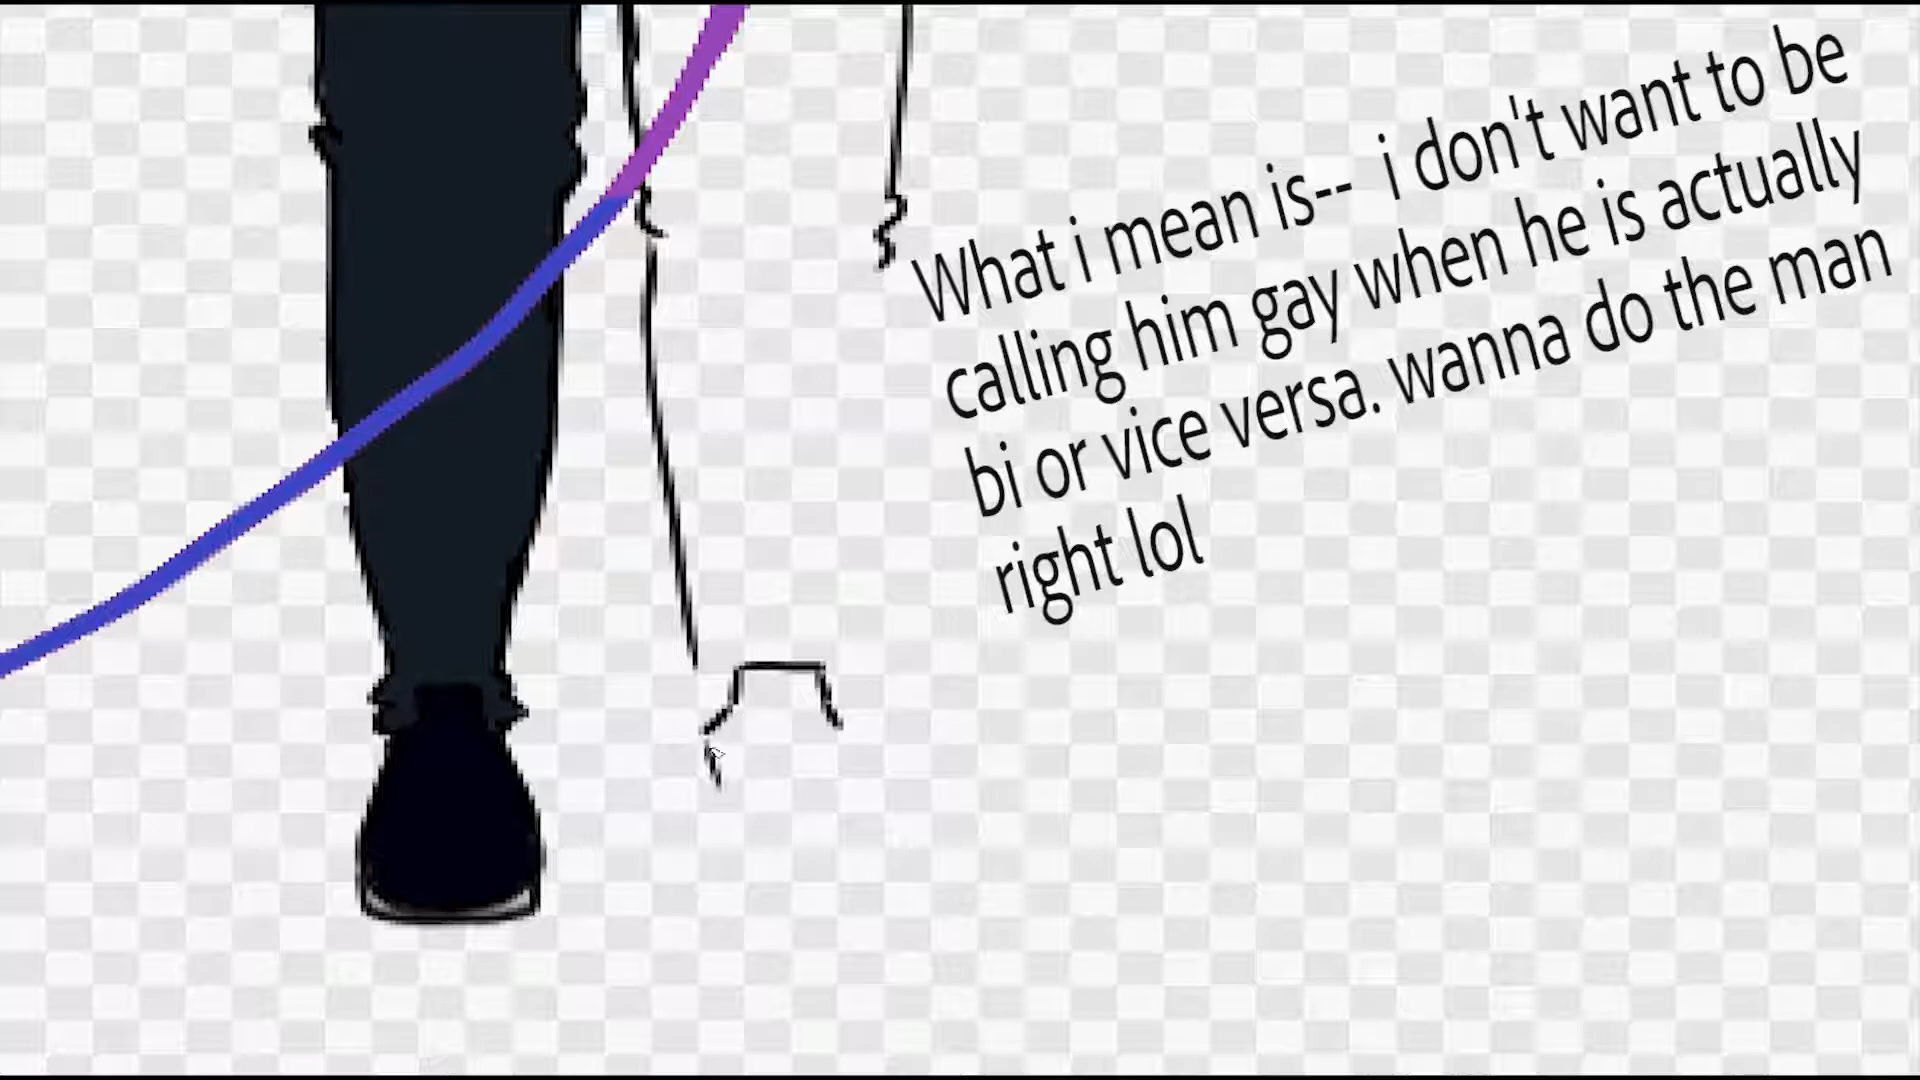 What i mean is-- i don't want to be
calling him gay when he is actually
bi or vice versa. wanna do the man
right lol